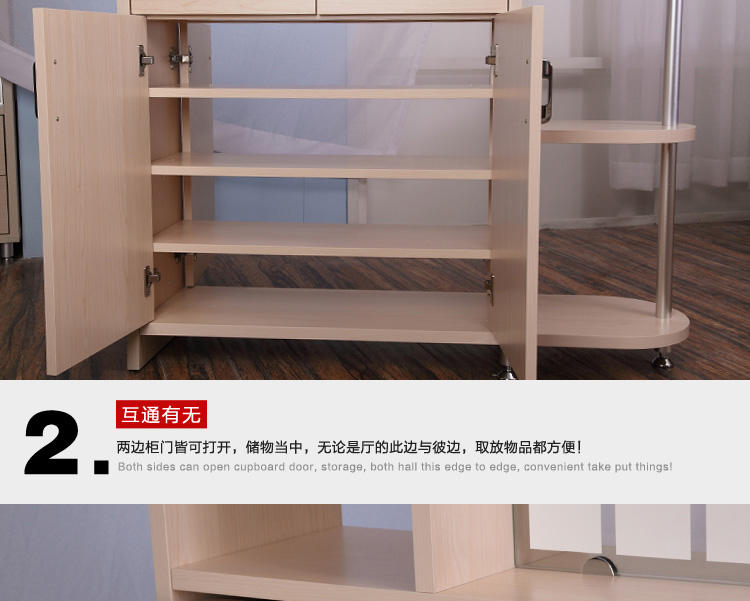 2.
互通有无
两边柜门皆可打开，储物当中，无论是厅的此边与彼边，取放物品都方便！
Both sides can open cupboard door, storage, both hall this edge to edge, convenient take put things!